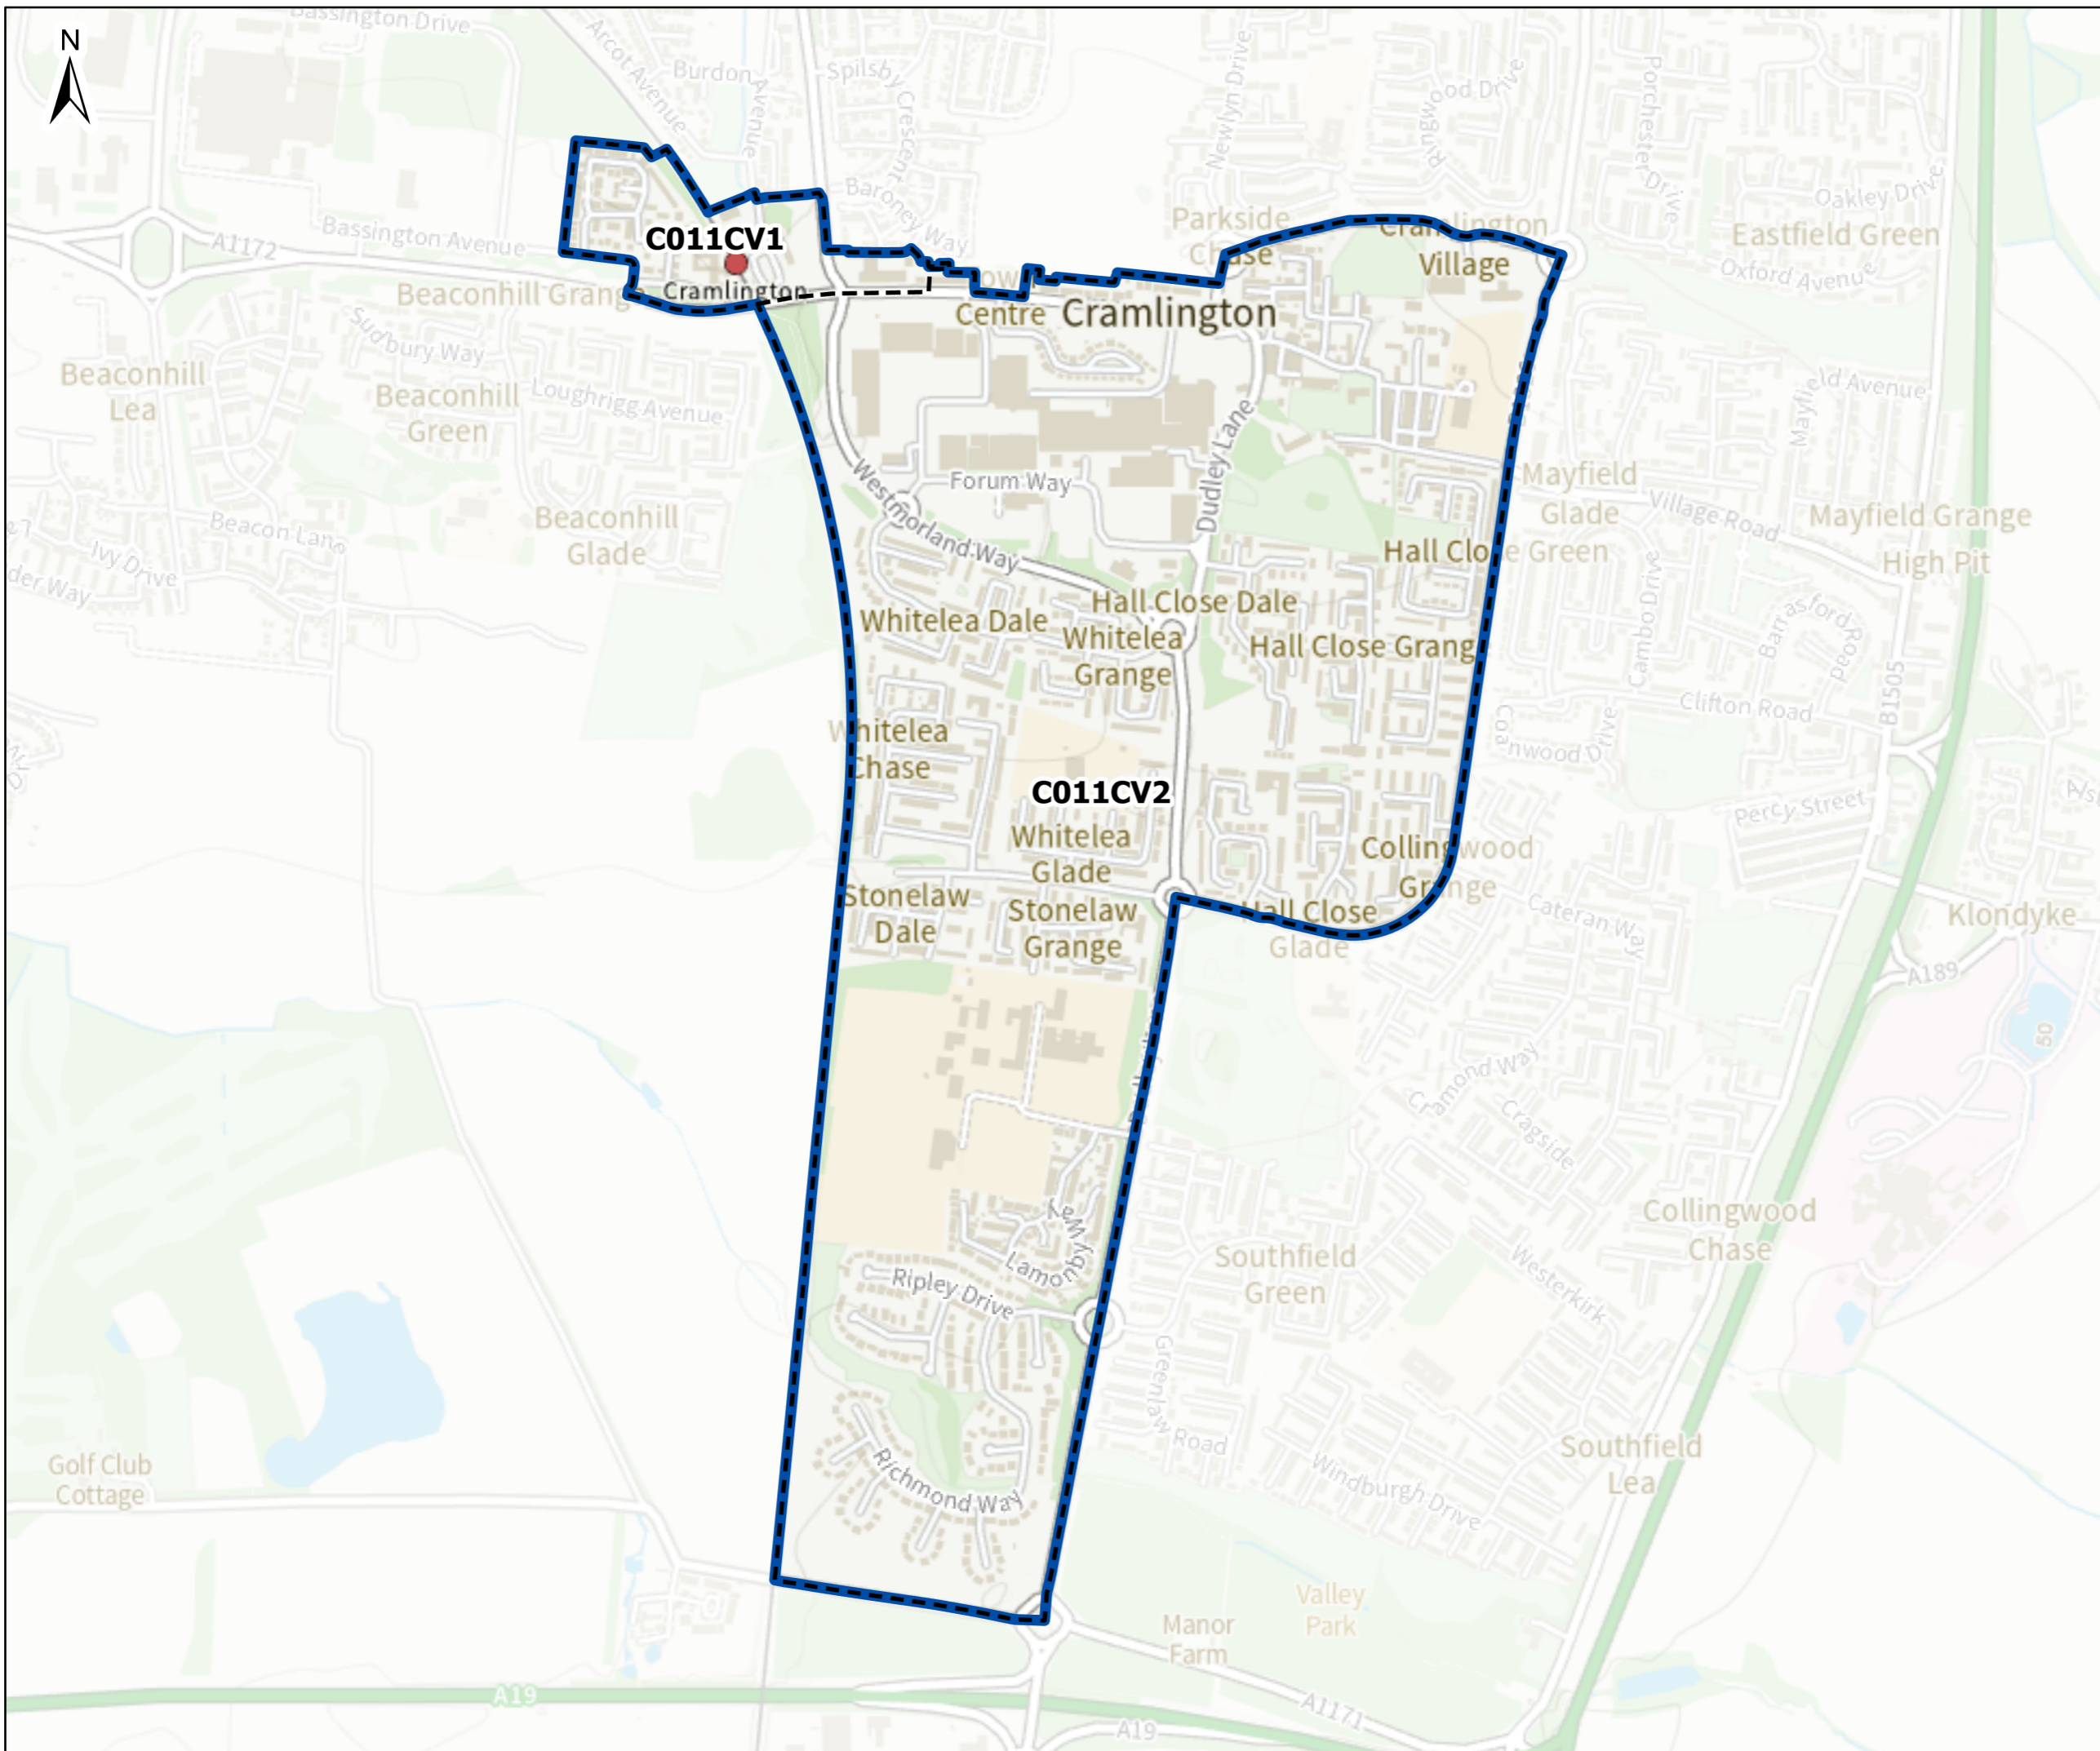 N
Bassington Drive
Arcot Avenue
Burdon Avenue
Spilsby Crescent
Newlyn Drive
Ringwood Drive
Porchester Drive
Oakley Drive
Baroney Way
Parkside
Chase
Cramlington
Village
Eastfield Green
Oxford Avenue
A1172
Bassington Avenue
C011CV1
Cramlington
Beaconhill Grange
Centre
Cramlington
Beaconhill
Lea
Sudbury Way
Beaconhill
Green
Loughrigg Avenue
Mayfield Avenue
Dudley Lane
Westmorland Way
Forum Way
Mayfield
Glade
Village Road
Mayfield Grange
High Pit
Beacon Lane
Ivy Drive
der Way
Beaconhill
Glade
Hall Close Green
Cambo Drive
Barrasford Road
Whitelea Dale
Hall Close Dale
Whitelea
Grange
Hall Close Grang
Clifton Road
B1505
Coanwood Drive
Whitelea
Chase
C011CV2
Percy Street
Whitelea
Glade
Collingwood
Grange
Stonelaw
Dale
Stonelaw
Grange
Hall Close
Glade
Cateran Way
Klondyke
A189
50
Cramond Way
Cragside
Collingwood
Chase
Lamonby Way
Southfield
Green
Westerkirk
Ripley Drive
Greenlaw Road
Golf Club
Cottage
Richmond Way
Windburgh Drive
Southfield
Lea
Valley
Park
Manor
Farm
A19
A1171
A19